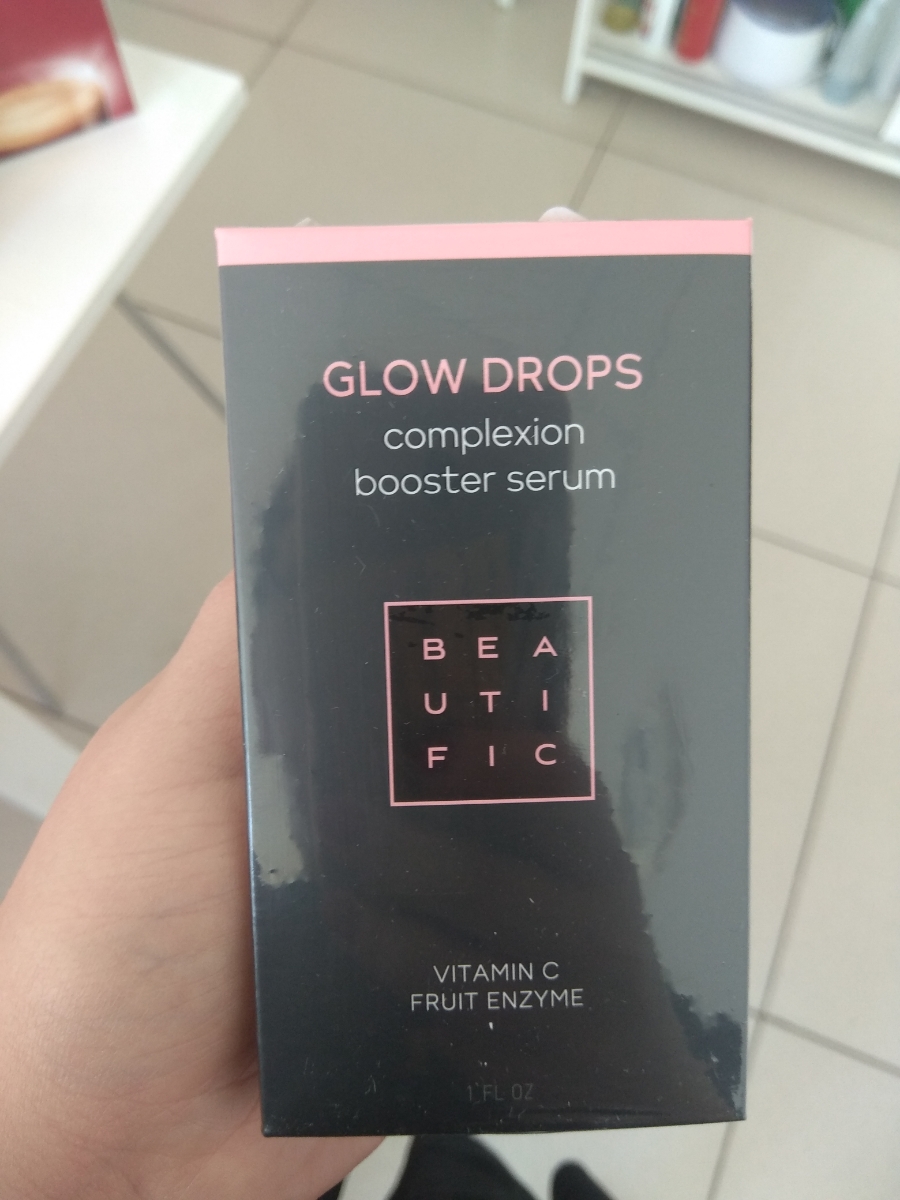 GLOW DROPS
complexion
booster serum
B E A
U T I
F I C
VITAMIN C
FRUIT ENZYME
1 FL OZ